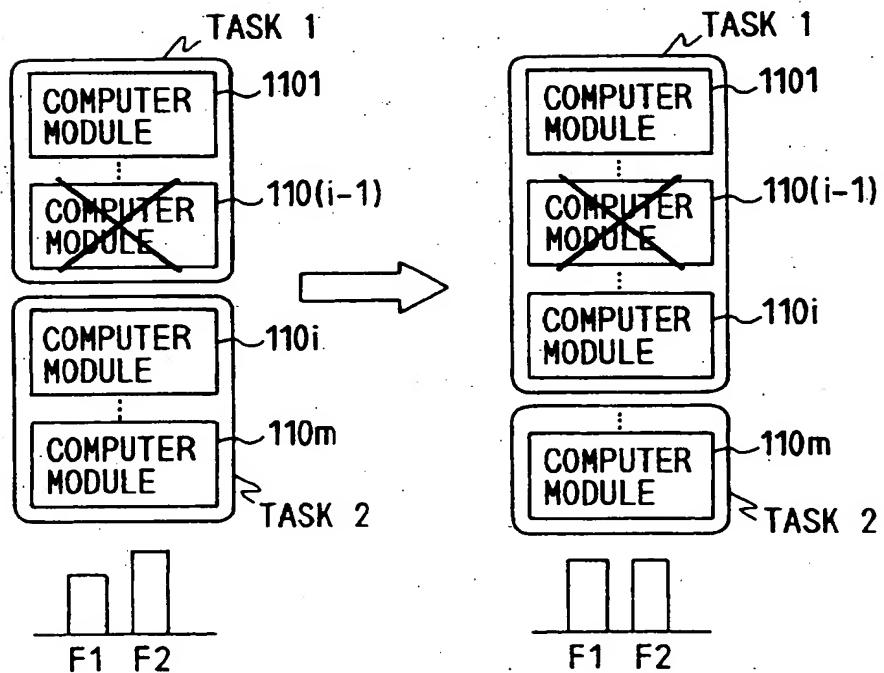 TASK 1
COMPUTER
MODULE
1101
COMPUTER
MODULE
110(i-1)
COMPUTER
MODULE
110i
COMPUTER
MODULE
110m
TASK 2
F1 F2
TASK 1
COMPUTER
MODULE
1101
COMPUTER
MODULE
110(i-1)
COMPUTER
MODULE
110i
COMPUTER
MODULE
110m
TASK 2
F1 F2